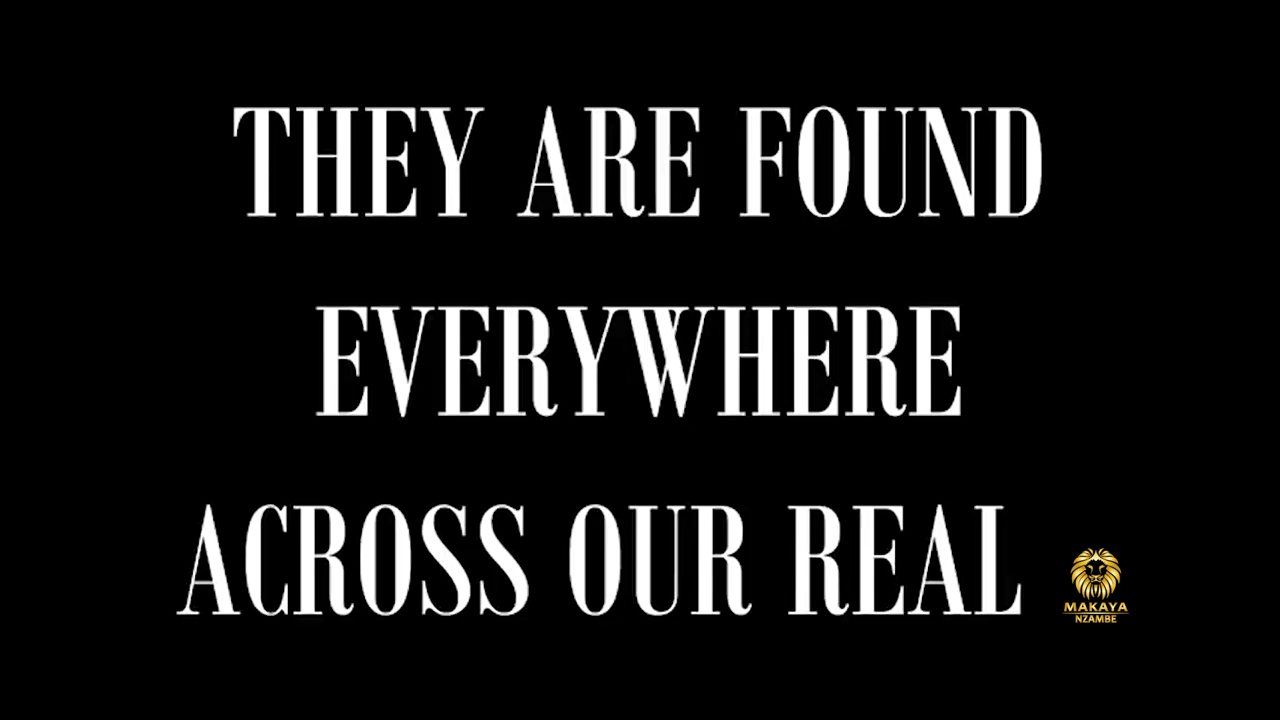 THEY ARE FOUND
EVERYWHERE
ACROSS OUR REAL
MAKAYA
NZAMBE